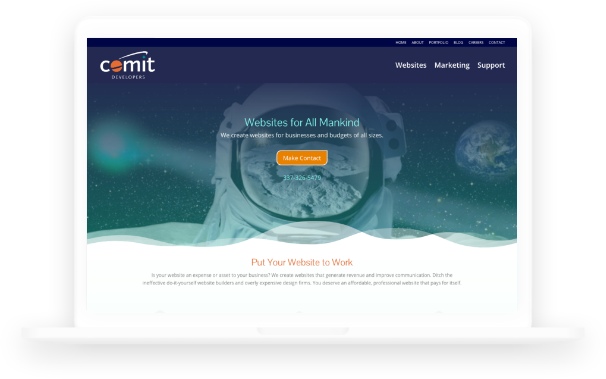 HOME ABOUT PORTFOLIO BLOG CAREERS CONTACT
comit
DEVELOPERS
Websites Marketing Support
Websites for All Mankind
We create websites for businesses and budgets of all sizes.
Make Contact
337-326-5479
Put Your Website to Work
Is your website an expense or asset to your business? We create websites that generate revenue and improve communication. Ditch the
ineffective do-it-yourself website builders and overly expensive design firms. You deserve an affordable, professional website that pays for itself.